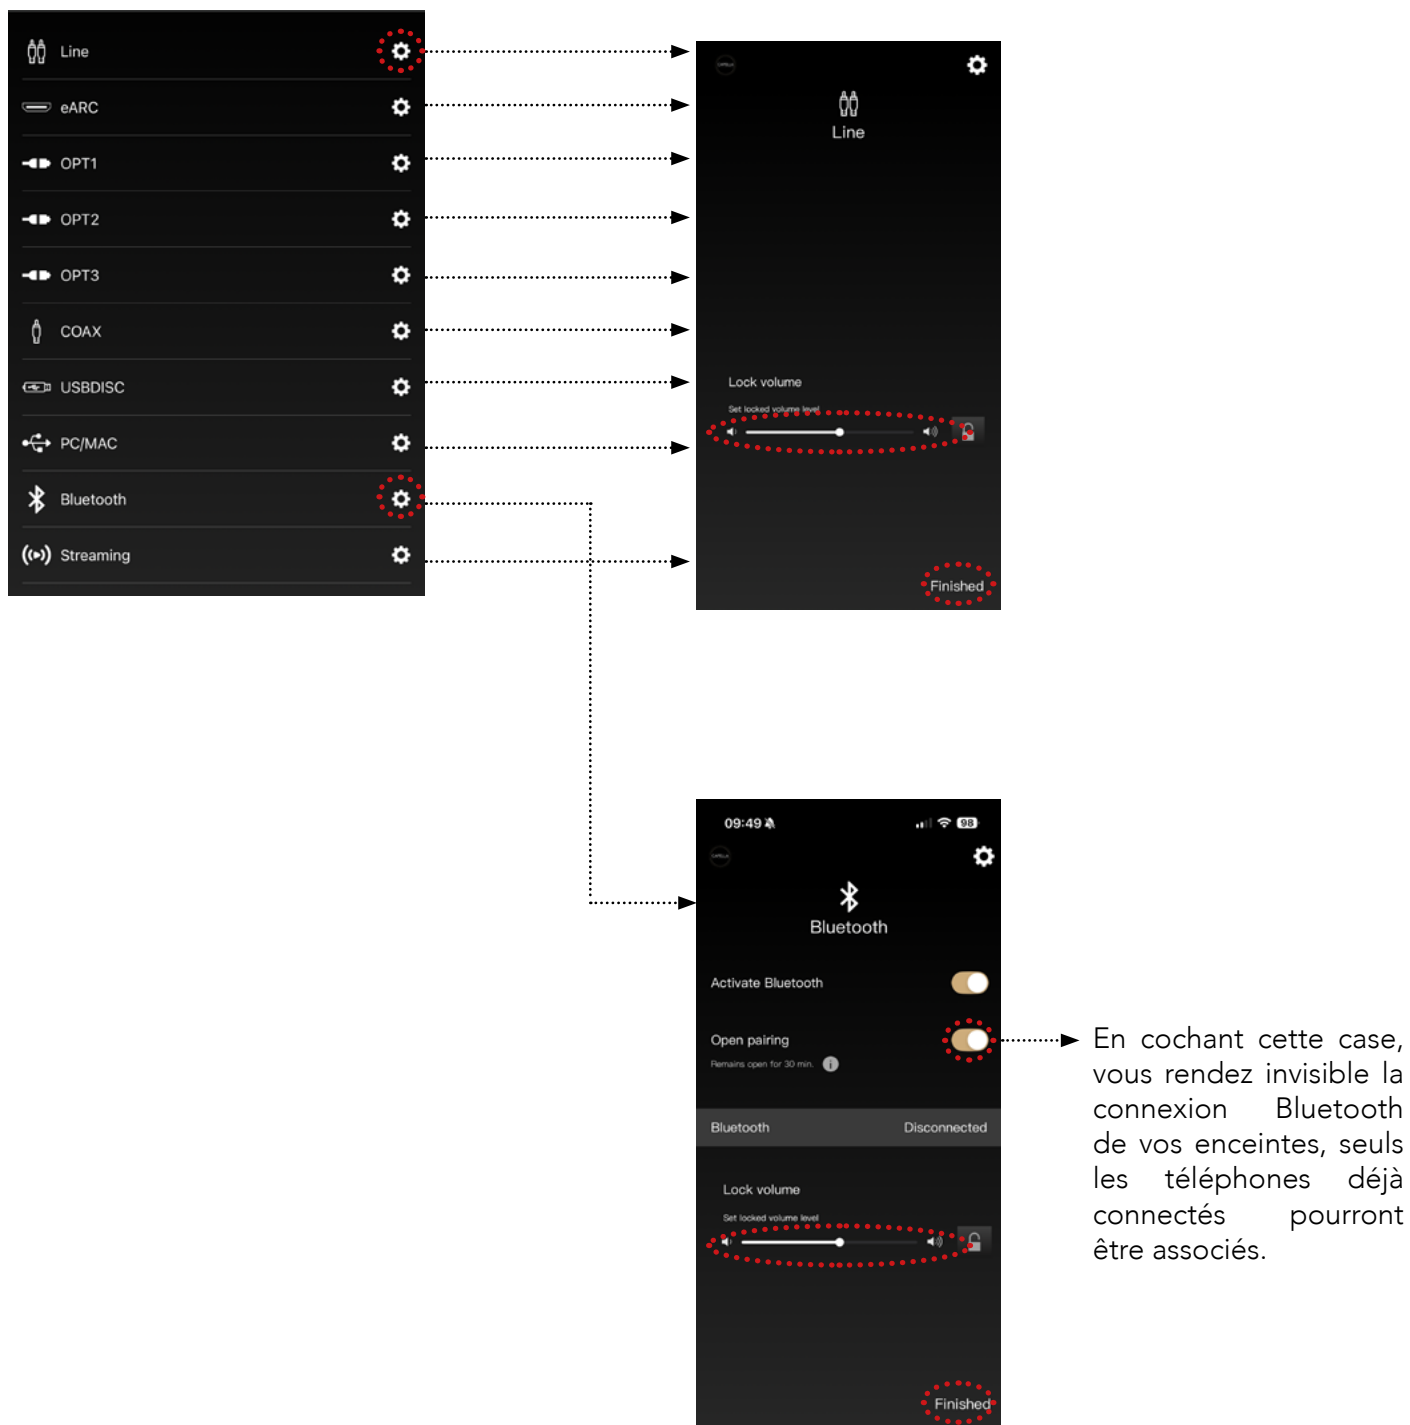 Line
eARC
OPT1
OPT2
OPT3
COAX
USBDISC
PC/MAC
Bluetooth
Streaming
Line
Lock volume
Set locked volume level
Finished
09:49
98
Bluetooth
Activate Bluetooth
Open pairing
Remains open for 30 min.
Bluetooth Disconnected
Lock volume
Set locked volume level
Finished
En cochant cette case,
vous rendez invisible la
connexion Bluetooth
de vos enceintes, seuls
les téléphones déjà
connectés pourront
être associés.